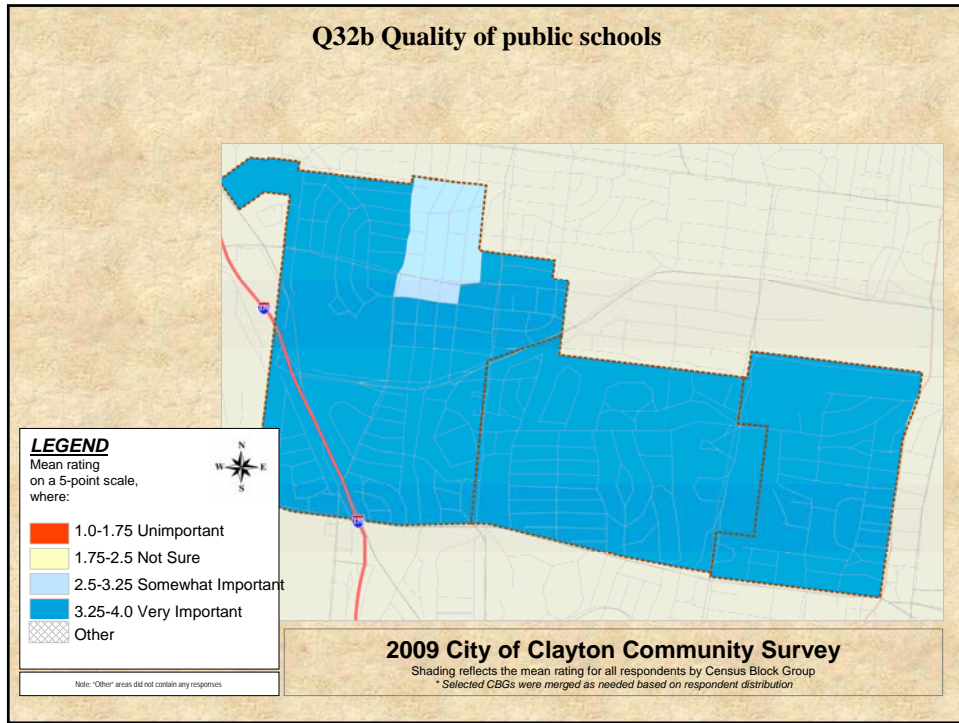 Q32b Quality of public schools
LEGEND
Mean rating
on a 5-point scale,
where:
N
W E
S
1.0-1.75 Unimportant
1.75-2.5 Not Sure
2.5-3.25 Somewhat Important
3.25-4.0 Very Important
Other
Note: "Other" areas did not contain any responses
2009 City of Clayton Community Survey
Shading reflects the mean rating for all respondents by Census Block Group
* Selected CBGs were merged as needed based on respondent distribution